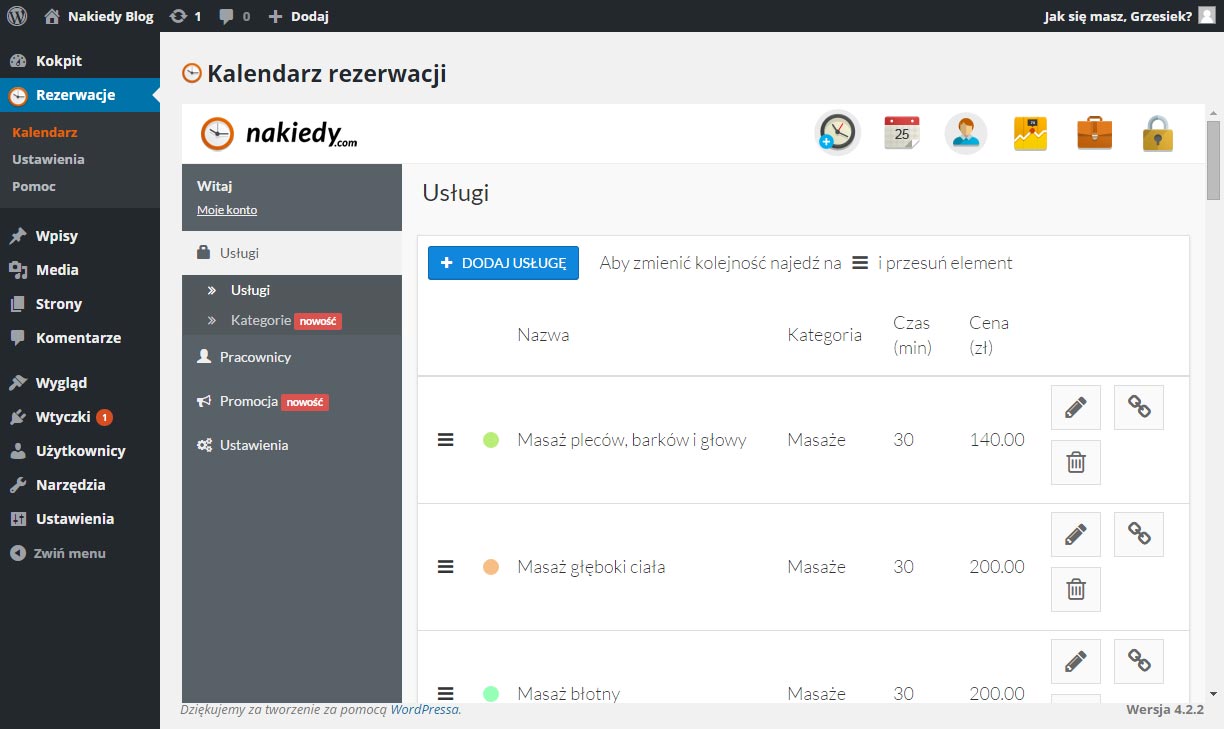 Nakiedy Blog 1 0 Dodaj Jak się masz, Grzesiek?
Kokpit
Rezerwacje
Kalendarz
Ustawienia
Pomoc
Wpisy
Media
Strony
Komentarze
Wygląd
Wtyczki 1
Użytkownicy
Narzędzia
Ustawienia
Zwiń menu
Kalendarz rezerwacji
nakiedy.com
25
Witaj
Moje konto
Usługi
Usługi
Kategorie nowość
Pracownicy
Promocja nowość
Ustawienia
Usługi
DODAJ USŁUGĘ Aby zmienić kolejność najedź na i przesuń element
Nazwa Kategoria Czas (min) Cena (zł)
Masaż pleców, barków i głowy Masaże 30 140.00
Masaż głęboki ciała Masaże 30 200.00
Masaż błotny Masaże 30 200.00
Dziękujemy za tworzenie za pomocą WordPressa. Wersja 4.2.2